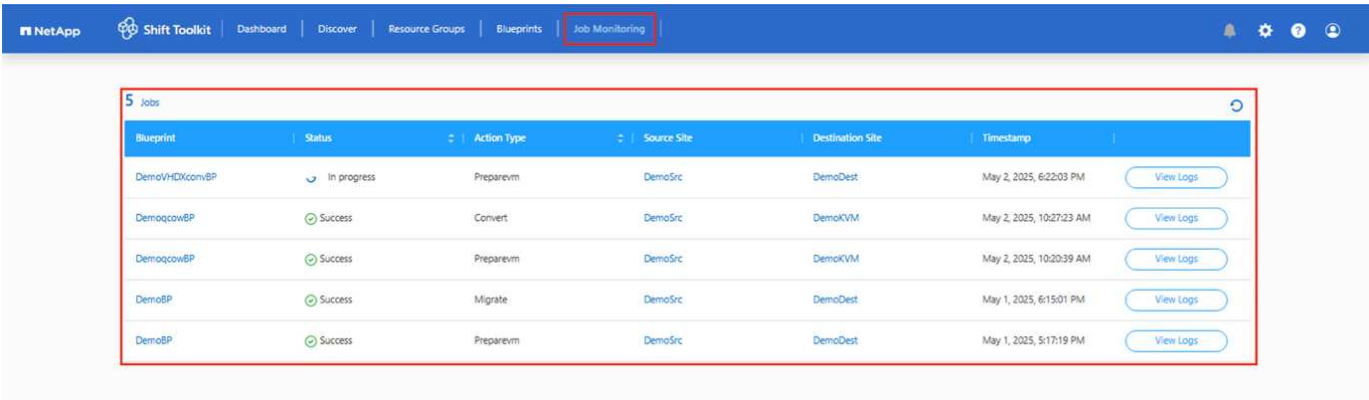 NetApp Shift Toolkit Dashboard Discover Resource Groups Blueprints Job Monitoring ?
5 Jobs
Blueprint Status Action Type Source Site Destination Site Timestamp
DemoVHDXconvBP In progress Preparevm DemoSrc DemoDest May 2, 2025, 6:22:03 PM View Logs
DemoqcowBP Success Convert DemoSrc DemoKVM May 2, 2025, 10:27:23 AM View Logs
DemoqcowBP Success Preparevm DemoSrc DemoKVM May 2, 2025, 10:20:39 AM View Logs
DemoBP Success Migrate DemoSrc DemoDest May 1, 2025, 6:15:01 PM View Logs
DemoBP Success Preparevm DemoSrc DemoDest May 1, 2025, 5:17:19 PM View Logs